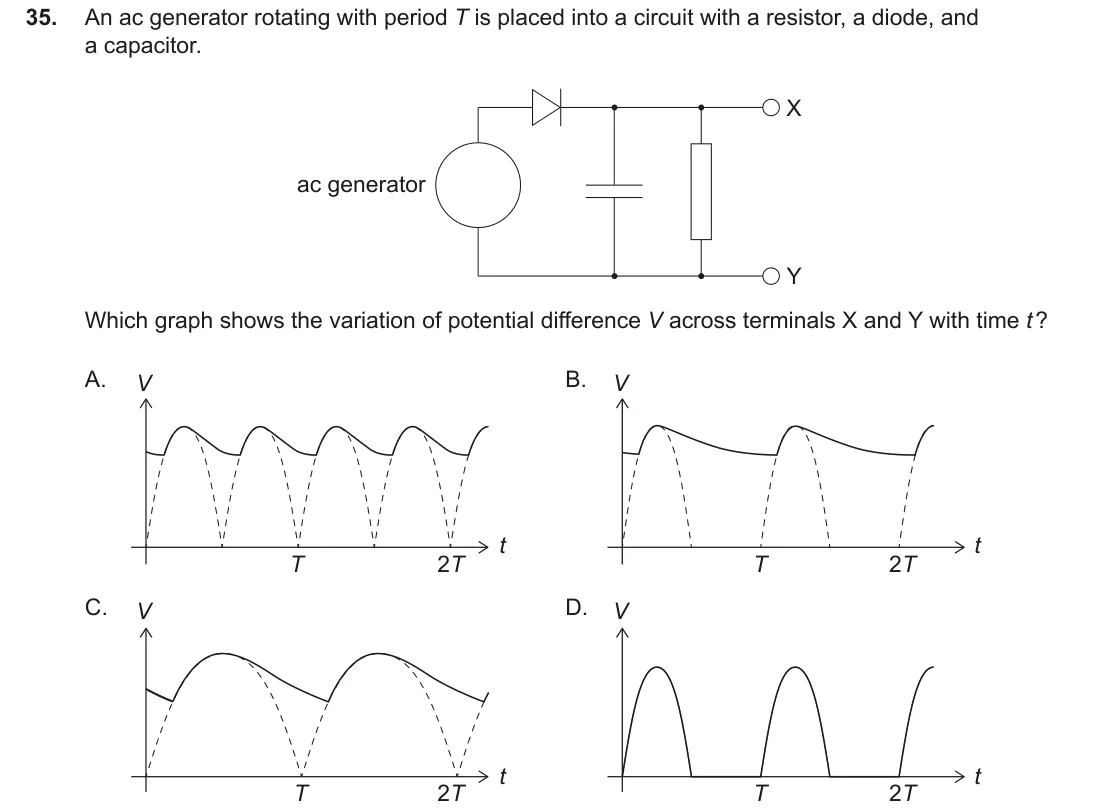 35. An ac generator rotating with period T is placed into a circuit with a resistor, a diode, and
a capacitor.
X
ac generator
Y
Which graph shows the variation of potential difference V across terminals X and Y with time t?
A. V
t
T 2T
B. V
t
T 2T
C. V
t
T 2T
D. V
t
T 2T